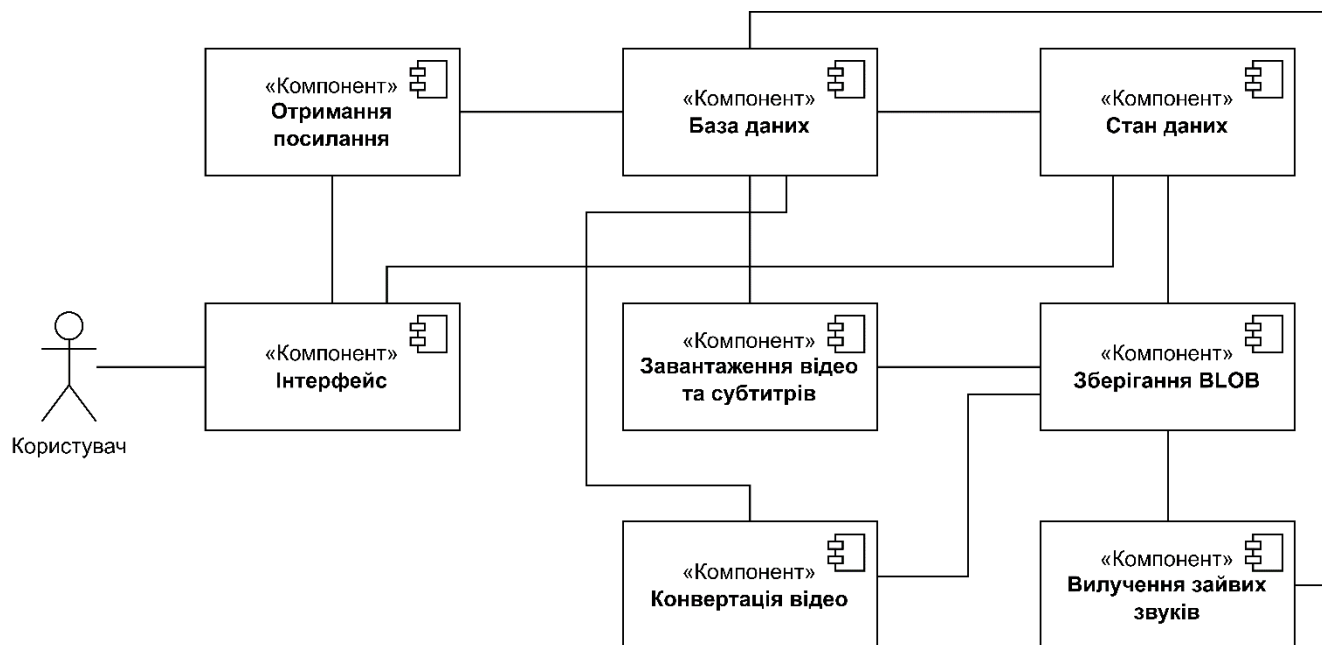 «Компонент»
Отримання
посилання
«Компонент»
База даних
«Компонент»
Стан даних
«Компонент»
Інтерфейс
«Компонент»
Завантаження відео
та субтитрів
«Компонент»
Зберігання BLOB
Користувач
«Компонент»
Конвертація відео
«Компонент»
Вилучення зайвих
звуків